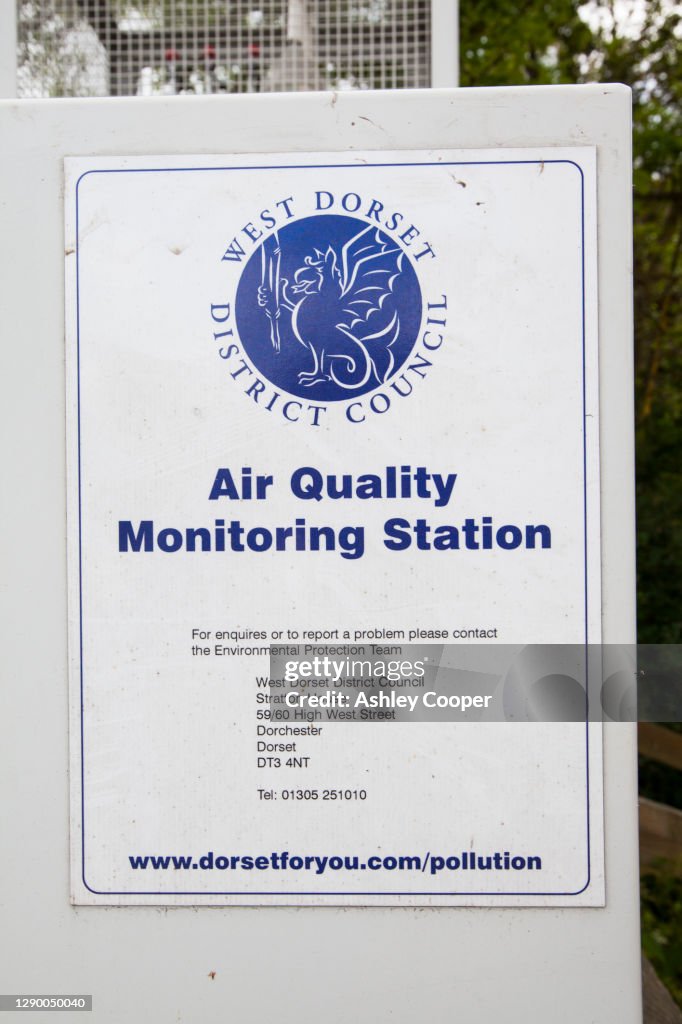 WEST DORSET
DISTRICT COUNCIL
Air Quality
Monitoring Station
For enquires or to report a problem please contact
the Environmental Protection Team
West Dorset District Council
59/60 High West Street
Dorchester
Dorset
DT3 4NT
Tel: 01305 251010
www.dorsetforyou.com/pollution
gettyimages®
Credit: Ashley Cooper
1290050040